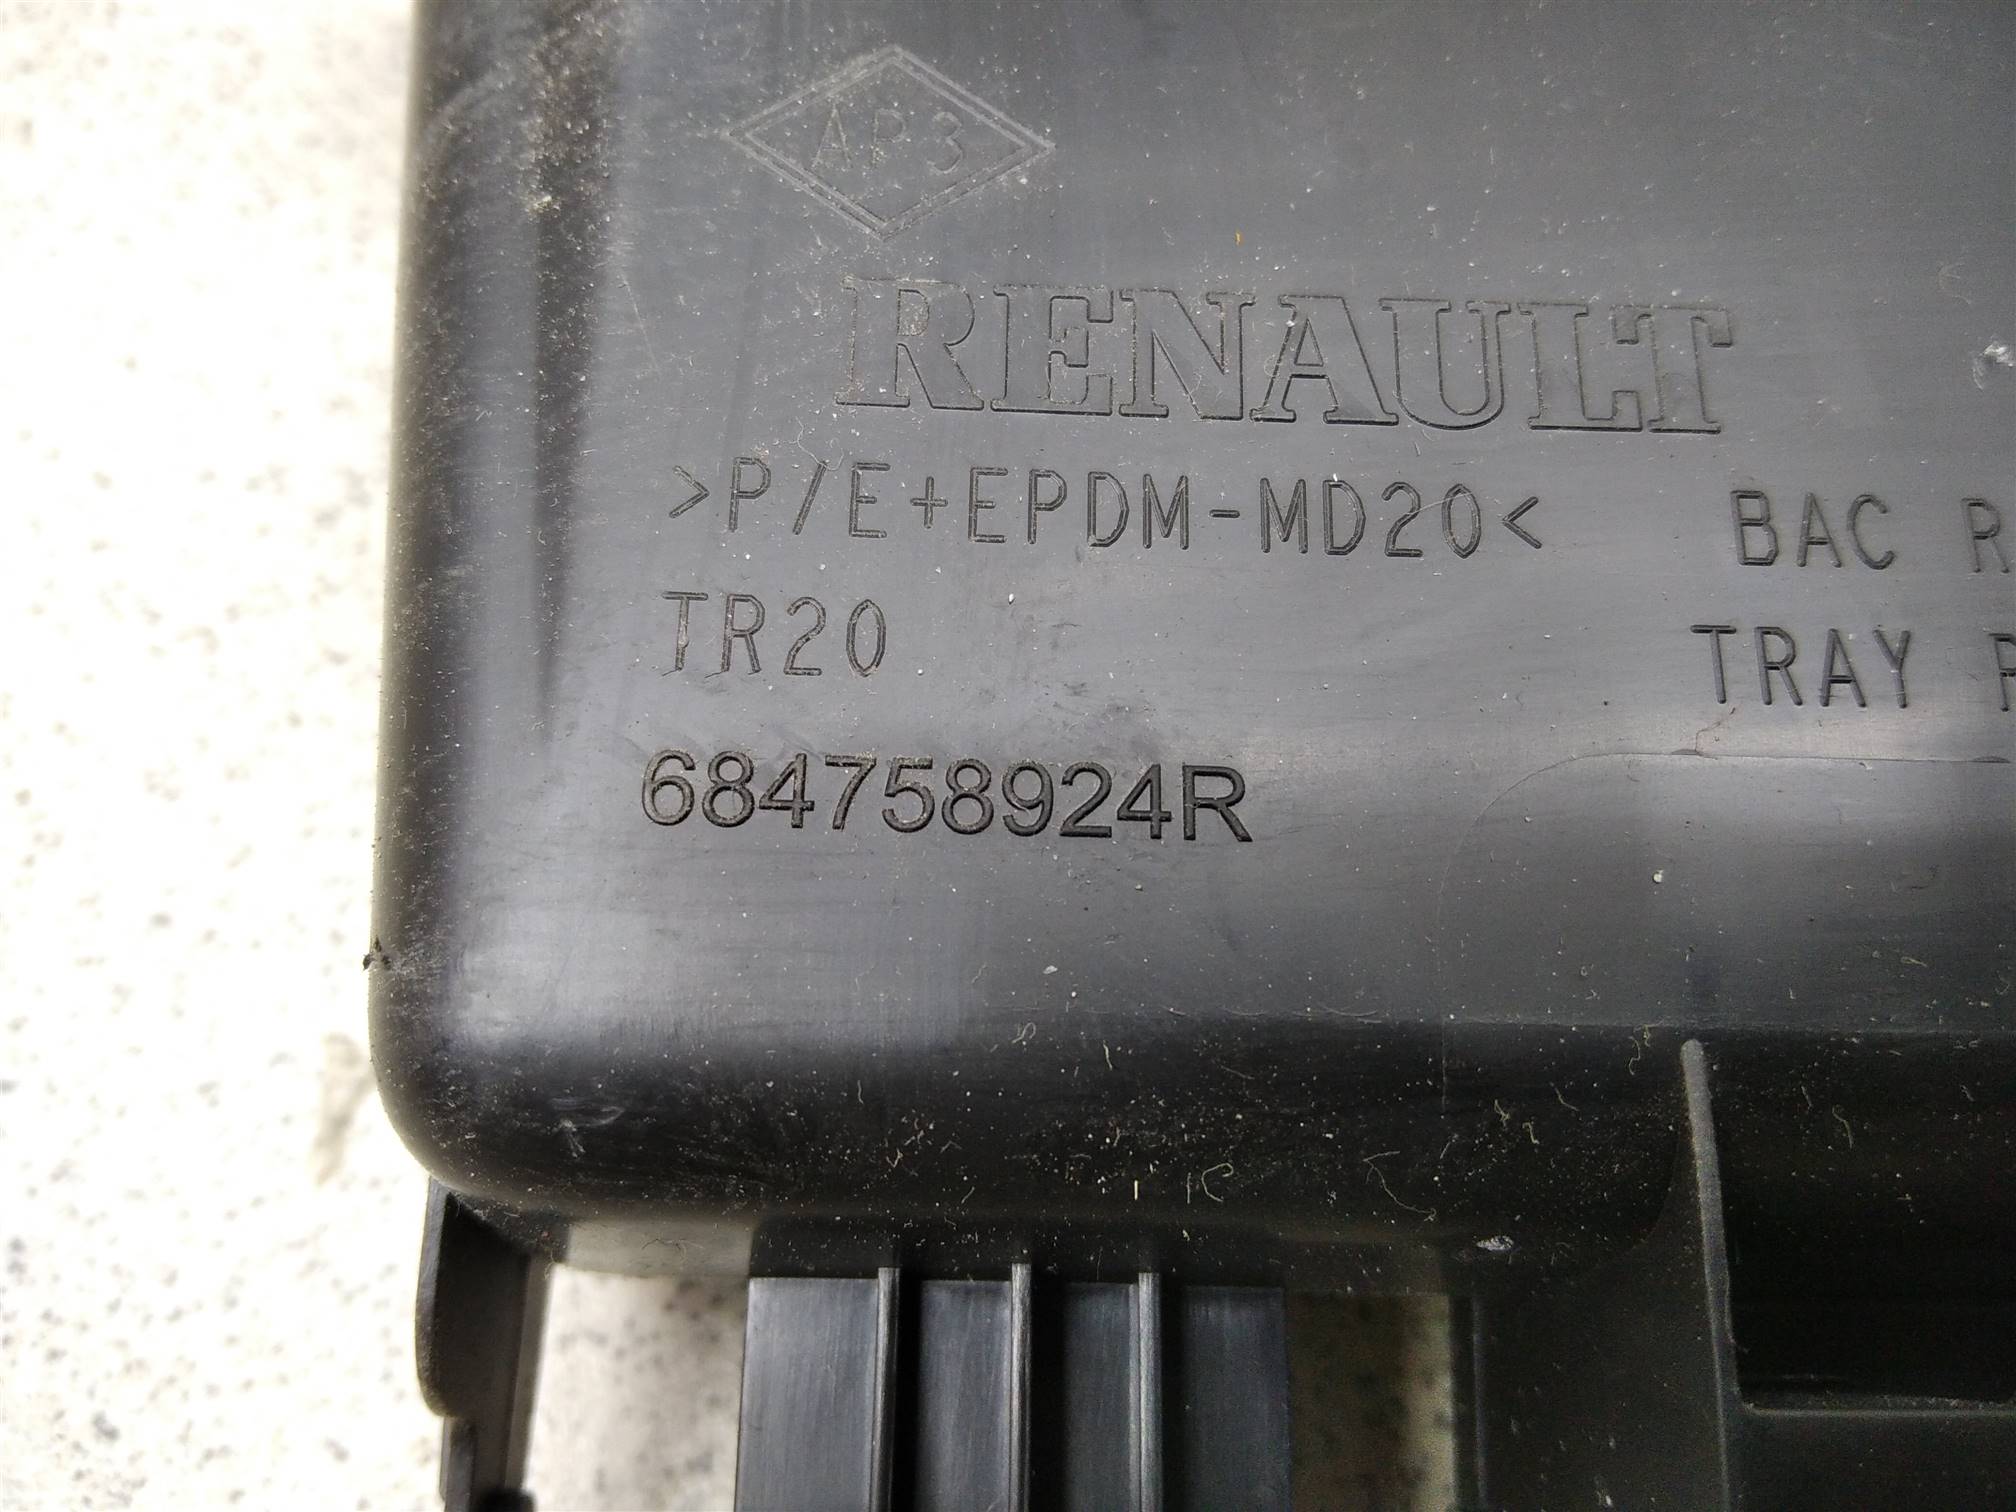 AP3
RENAULT
>P/E+EPDM-MD20<
BAC
TR20
TRAY
684758924R